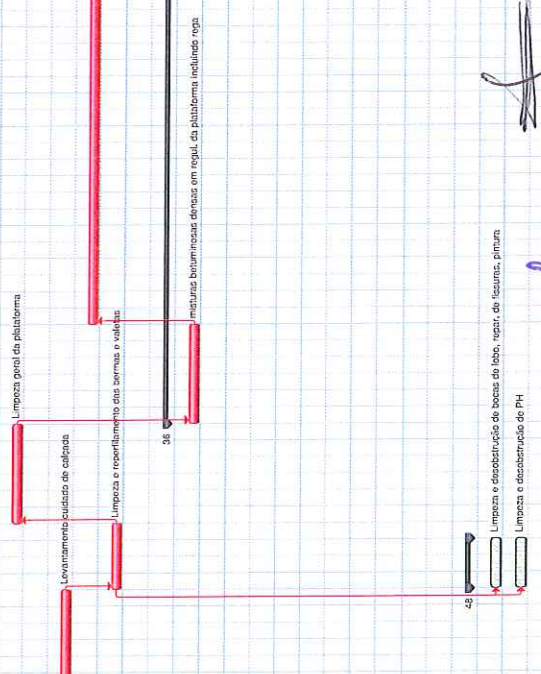 Limpeza geral da plataforma
Levantamento cuidado de calçada
Limpeza e reperfilamento das bermas e valetas
36
misturas betuminosas densas em regul. da plataforma incluindo rega
48
Limpeza e desobstrução de bocas de lobo, repar. de fissuras, pintura
Limpeza e desobstrução de PH